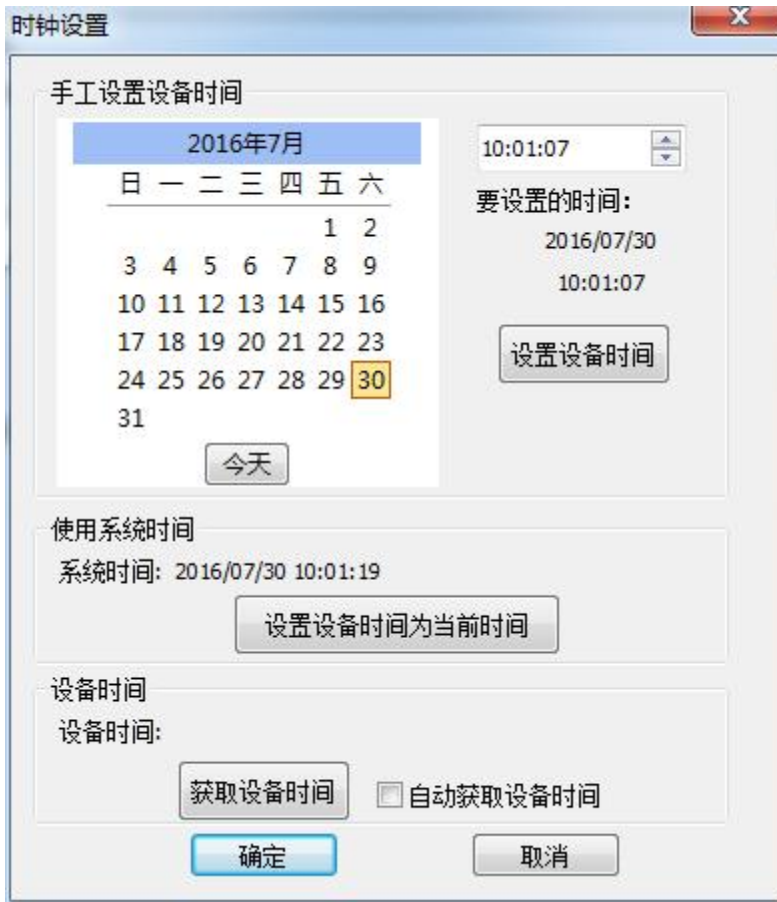 时钟设置
手工设置设备时间
2016年7月
日 一 二 三 四 五 六
1 2
3 4 5 6 7 8 9
10 11 12 13 14 15 16
17 18 19 20 21 22 23
24 25 26 27 28 29 30
31
今天
10:01:07
要设置的时间:
2016/07/30
10:01:07
设置设备时间
使用系统时间
系统时间: 2016/07/30 10:01:19
设置设备时间为当前时间
设备时间
设备时间:
获取设备时间 自动获取设备时间
确定 取消